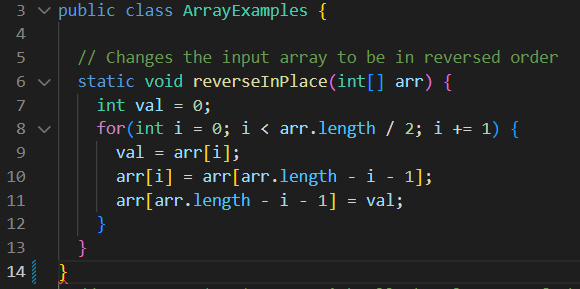 3 public class ArrayExamples {
4
5 // Changes the input array to be in reversed order
6 static void reverseInPlace(int[] arr) {
7 int val = 0;
8 for(int i = 0; i < arr.length / 2; i += 1) {
9 val = arr[i];
10 arr[i] = arr[arr.length - i - 1];
11 arr[arr.length - i - 1] = val;
12 }
13 }
14 }